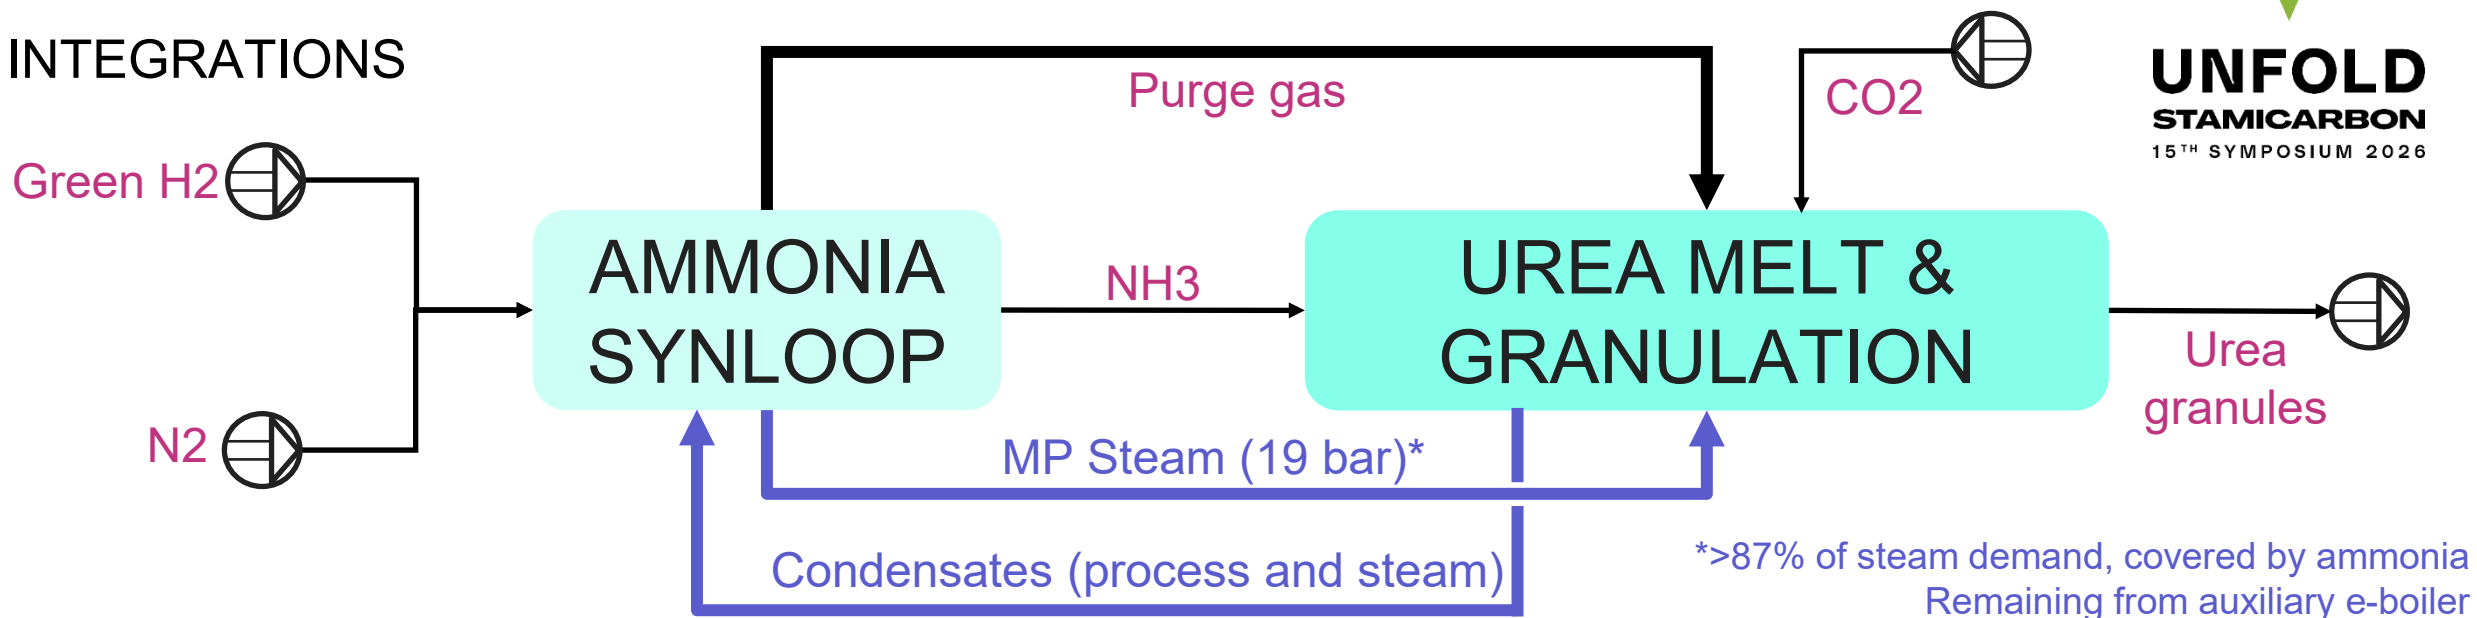 INTEGRATIONS
Purge gas
CO2
UNFOLD
STAMICARBON
15TH SYMPOSIUM 2026
Green H2
AMMONIA
SYNLOOP
NH3
UREA MELT &
GRANULATION
Urea
granules
N2
MP Steam (19 bar)*
Condensates (process and steam)
*>87% of steam demand, covered by ammonia
Remaining from auxiliary e-boiler